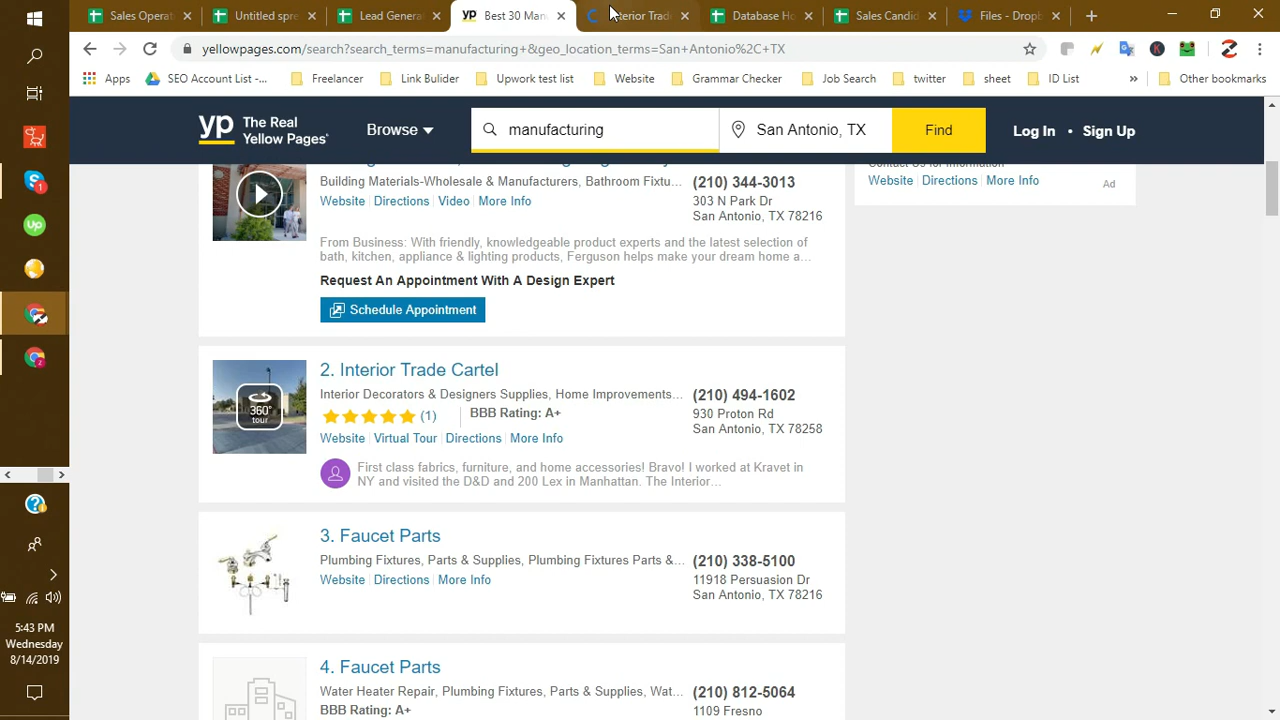 Sales Operat
Untitled spre
Lead Generat
yp Best 30 Man
Interior Trad
Database Ho
Sales Candid
Files - Dropb
yellowpages.com/search?search_terms=manufacturing+&geo_location_terms=San+Antonio%2C+TX
Apps
SEO Account List -...
Freelancer
Link Builder
Upwork test list
Website
Grammar Checker
Job Search
twitter
sheet
ID List
Other bookmarks
yp The Real
Yellow Pages
Browse
manufacturing
San Antonio, TX
Find
Log In • Sign Up
Building Materials-Wholesale & Manufacturers, Bathroom Fixtu...
Website Directions Video More Info
(210) 344-3013
303 N Park Dr
San Antonio, TX 78216
From Business: With friendly, knowledgeable product experts and the latest selection of
bath, kitchen, appliance & lighting products, Ferguson helps make your dream home a...
Request An Appointment With A Design Expert
Schedule Appointment
Contact Us for Information
Website Directions More Info
Ad
2. Interior Trade Cartel
Interior Decorators & Designers Supplies, Home Improvements...
(1) BBB Rating: A+
Website Virtual Tour Directions More Info
(210) 494-1602
930 Proton Rd
San Antonio, TX 78258
360°
tour
First class fabrics, furniture, and home accessories! Bravo! I worked at Kravet in
NY and visited the D&D and 200 Lex in Manhattan. The Interior...
3. Faucet Parts
Plumbing Fixtures, Parts & Supplies, Plumbing Fixtures Parts &...
Website Directions More Info
(210) 338-5100
11918 Persuasion Dr
San Antonio, TX 78216
4. Faucet Parts
Water Heater Repair, Plumbing Fixtures, Parts & Supplies, Wat...
BBB Rating: A+
(210) 812-5064
1109 Fresno
5:43 PM
Wednesday
8/14/2019